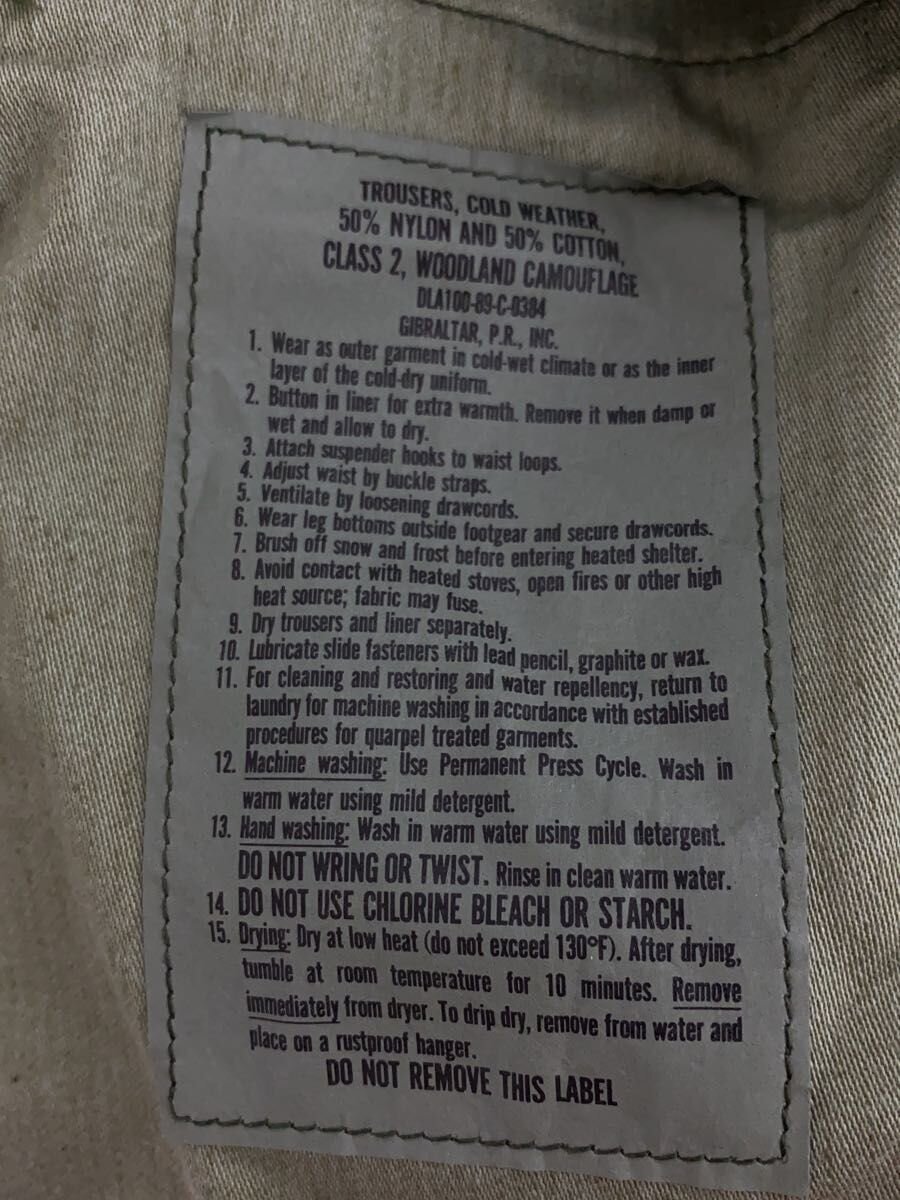 TROUSERS, COLD WEATHER,
50% NYLON AND 50% COTTON,
CLASS 2, WOODLAND CAMOUFLAGE
DLA100-89-C-0384
GIBRALTAR, P.R., INC.
1. Wear as outer garment in cold-wet climate or as the inner
layer of the cold-dry uniform.
2. Button in liner for extra warmth. Remove it when damp or
wet and allow to dry.
3. Attach suspender hooks to waist loops.
4. Adjust waist by buckle straps.
5. Ventilate by loosening drawcords.
6. Wear leg bottoms outside footgear and secure drawcords.
7. Brush off snow and frost before entering heated shelter.
8. Avoid contact with heated stoves, open fires or other high
heat source; fabric may fuse.
9. Dry trousers and liner separately.
10. Lubricate slide fasteners with lead pencil, graphite or wax.
11. For cleaning and restoring and water repellency, return to
laundry for machine washing in accordance with established
procedures for quarpel treated garments.
12. Machine washing: Use Permanent Press Cycle. Wash in
warm water using mild detergent.
13. Hand washing: Wash in warm water using mild detergent.
DO NOT WRING OR TWIST. Rinse in clean warm water.
14. DO NOT USE CHLORINE BLEACH OR STARCH.
15. Drying: Dry at low heat (do not exceed 130°F). After drying,
tumble at room temperature for 10 minutes. Remove
immediately from dryer. To drip dry, remove from water and
place on a rustproof hanger.
DO NOT REMOVE THIS LABEL